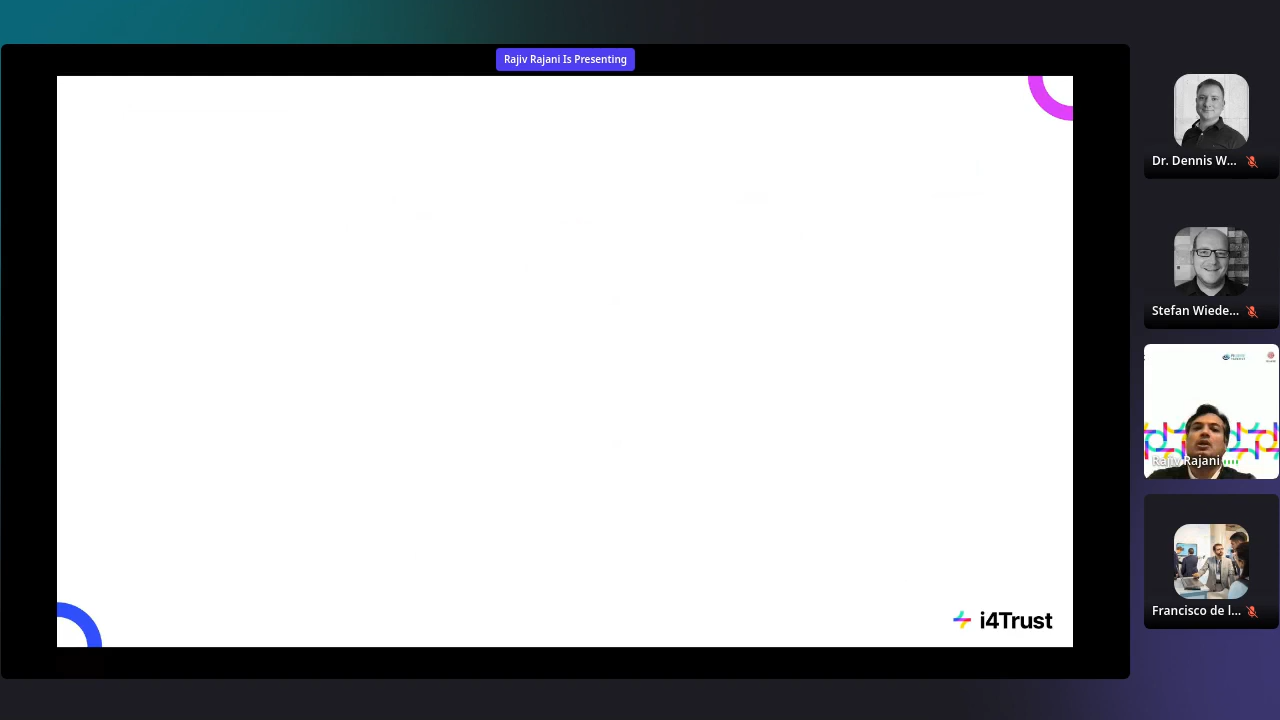 Rajiv Rajani Is Presenting
Dr. Dennis W...
Stefan Wiede...
Rajiv Rajani
Francisco de l...
i4Trust